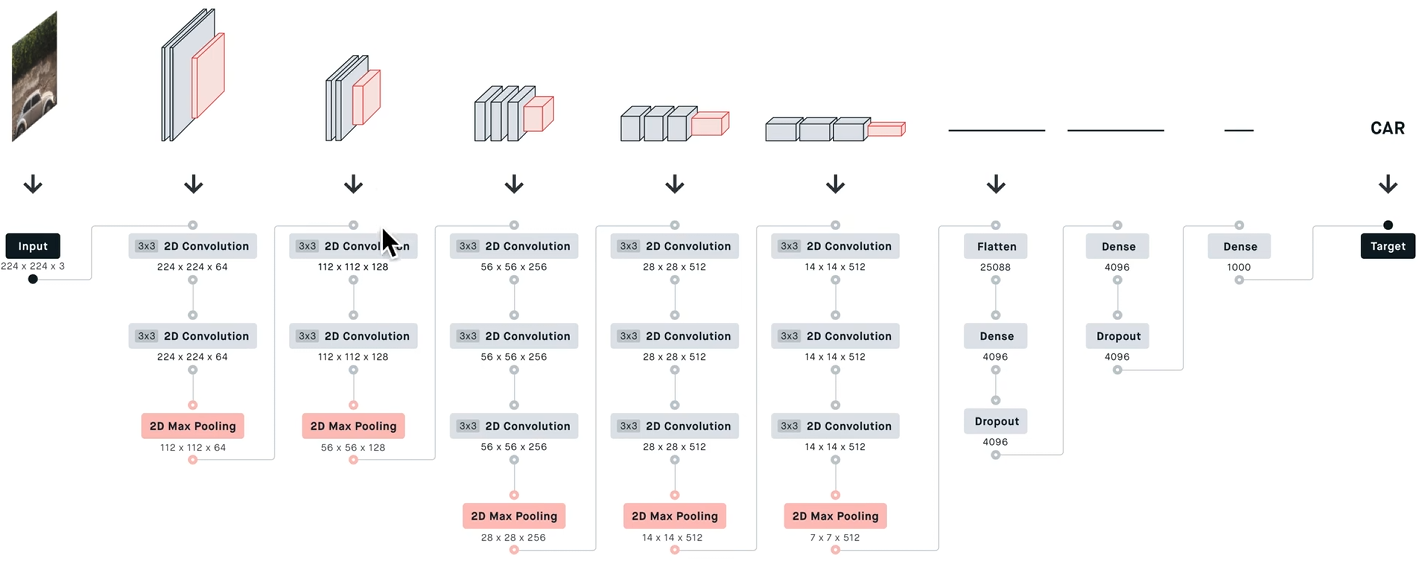 CAR
Input
224 x 224 x 3
3x3 2D Convolution
224 x 224 x 64
3x3 2D Convolution
224 x 224 x 64
2D Max Pooling
112 x 112 x 64
3x3 2D Convolution
112 x 112 x 128
3x3 2D Convolution
112 x 112 x 128
2D Max Pooling
56 x 56 x 128
3x3 2D Convolution
56 x 56 x 256
3x3 2D Convolution
56 x 56 x 256
3x3 2D Convolution
56 x 56 x 256
2D Max Pooling
28 x 28 x 256
3x3 2D Convolution
28 x 28 x 512
3x3 2D Convolution
28 x 28 x 512
3x3 2D Convolution
28 x 28 x 512
2D Max Pooling
14 x 14 x 512
3x3 2D Convolution
14 x 14 x 512
3x3 2D Convolution
14 x 14 x 512
3x3 2D Convolution
14 x 14 x 512
2D Max Pooling
7 x 7 x 512
Flatten
25088
Dense
4096
Dropout
4096
Dense
4096
Dropout
4096
Dense
1000
Target